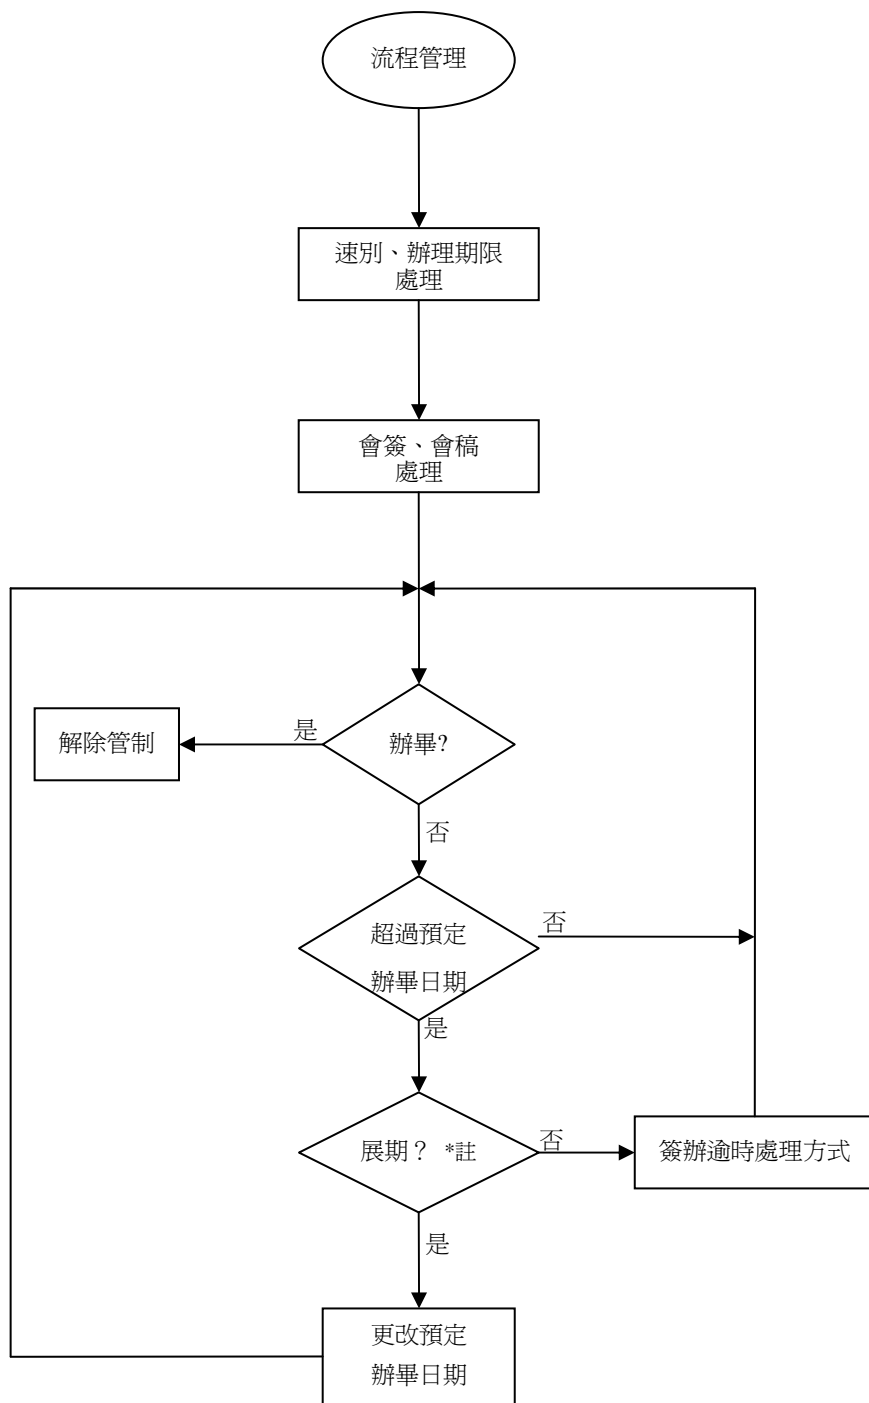 流程管理
速別、辦理期限
處理
會簽、會稿
處理
解除管制
是
辦畢?
否
超過預定
辦畢日期
否
是
展期？ *註
否
簽辦逾時處理方式
是
更改預定
辦畢日期